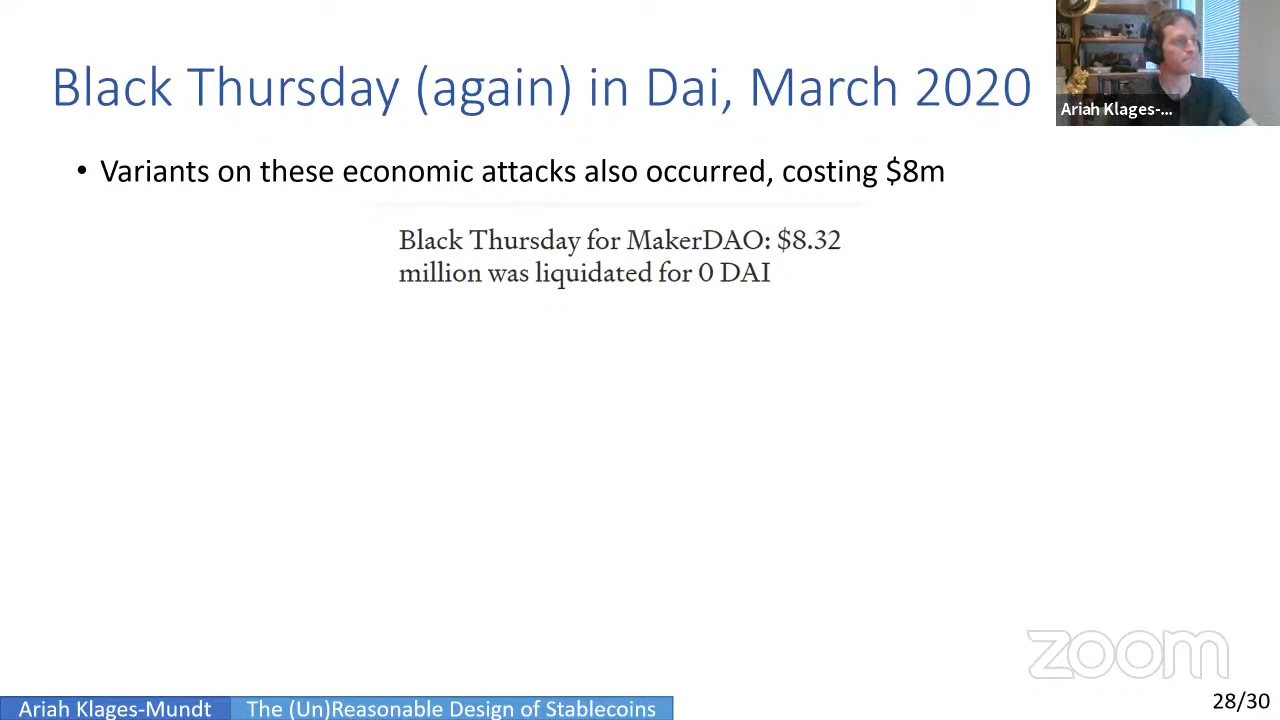 Black Thursday (again) in Dai, March 2020
Ariah Klages-...
• Variants on these economic attacks also occurred, costing $8m
Black Thursday for MakerDAO: $8.32
million was liquidated for 0 DAI
zoom
Ariah Klages-Mundt
The (Un)Reasonable Design of Stablecoins
28/30